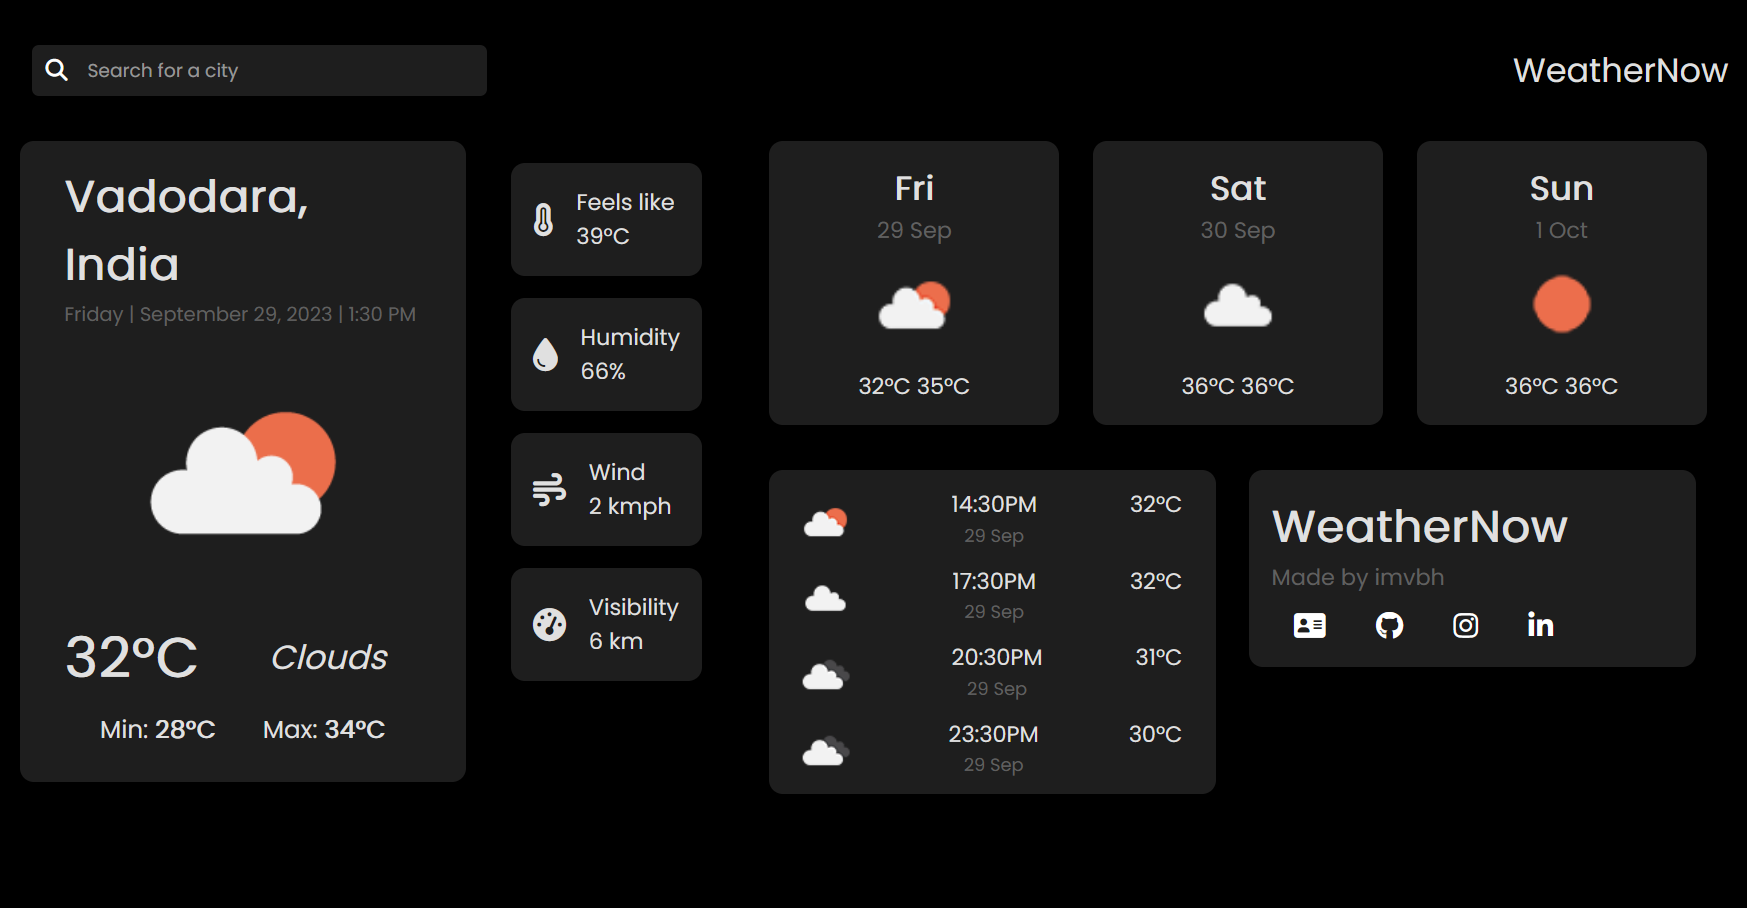 Search for a city
WeatherNow
Vadodara,
India
Friday | September 29, 2023 | 1:30 PM
32°C
Clouds
Min: 28°C
Max: 34°C
Feels like
39°C
Humidity
66%
Wind
2 kmph
Visibility
6 km
Fri
29 Sep
32°C 35°C
Sat
30 Sep
36°C 36°C
Sun
1 Oct
36°C 36°C
14:30PM
29 Sep
32°C
17:30PM
29 Sep
32°C
20:30PM
29 Sep
31°C
23:30PM
29 Sep
30°C
WeatherNow
Made by imvbh
in